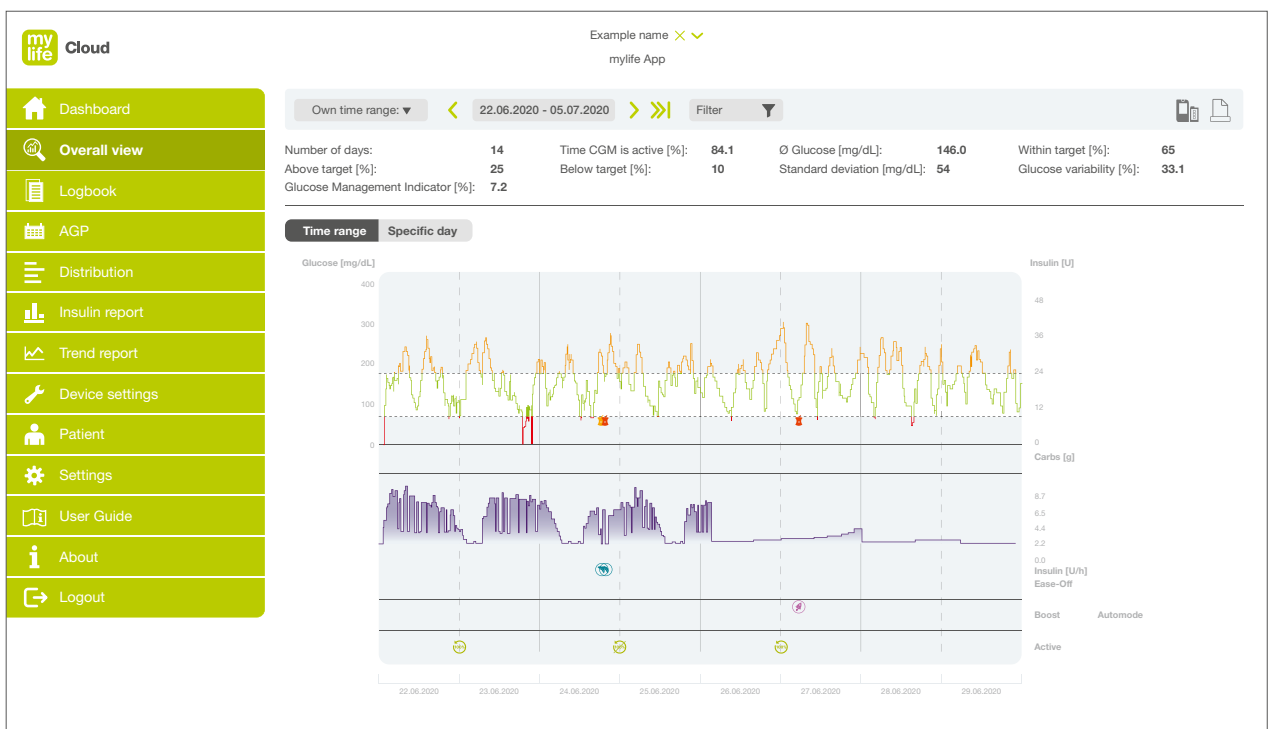 my
life
Cloud
Example name
mylife App
Dashboard
Overall view
Logbook
AGP
Distribution
Insulin report
Trend report
Device settings
Patient
Settings
User Guide
About
Logout
Own time range:
22.06.2020 - 05.07.2020
Filter
Number of days: 14 Time CGM is active [%]: 84.1 Ø Glucose [mg/dL]: 146.0 Within target [%]: 65
Above target [%]: 25 Below target [%]: 10 Standard deviation [mg/dL]: 54 Glucose variability [%]: 33.1
Glucose Management Indicator [%]: 7.2
Time range Specific day
Glucose [mg/dL] Insulin [U]
400
48
300
36
200
24
100
12
0
0
Carbs [g]
8.7
6.5
4.4
2.2
0.0
Insulin [U/h]
Ease-Off
Boost Automode
Active
22.06.2020 23.06.2020 24.06.2020 25.06.2020 26.06.2020 27.06.2020 28.06.2020 29.06.2020